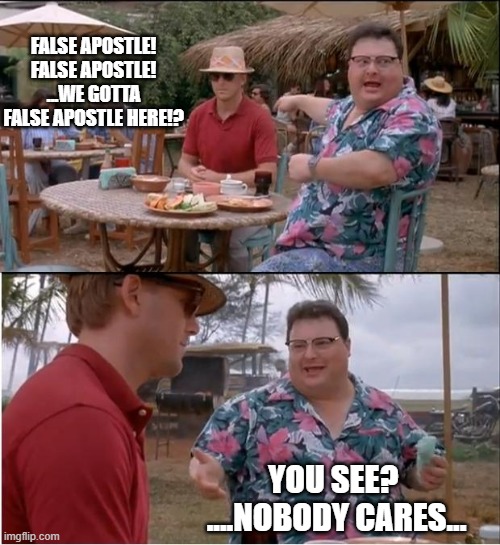 FALSE APOSTLE!
FALSE APOSTLE!
...WE GOTTA
FALSE APOSTLE HERE!?
YOU SEE?
....NOBODY CARES...
imgflip.com